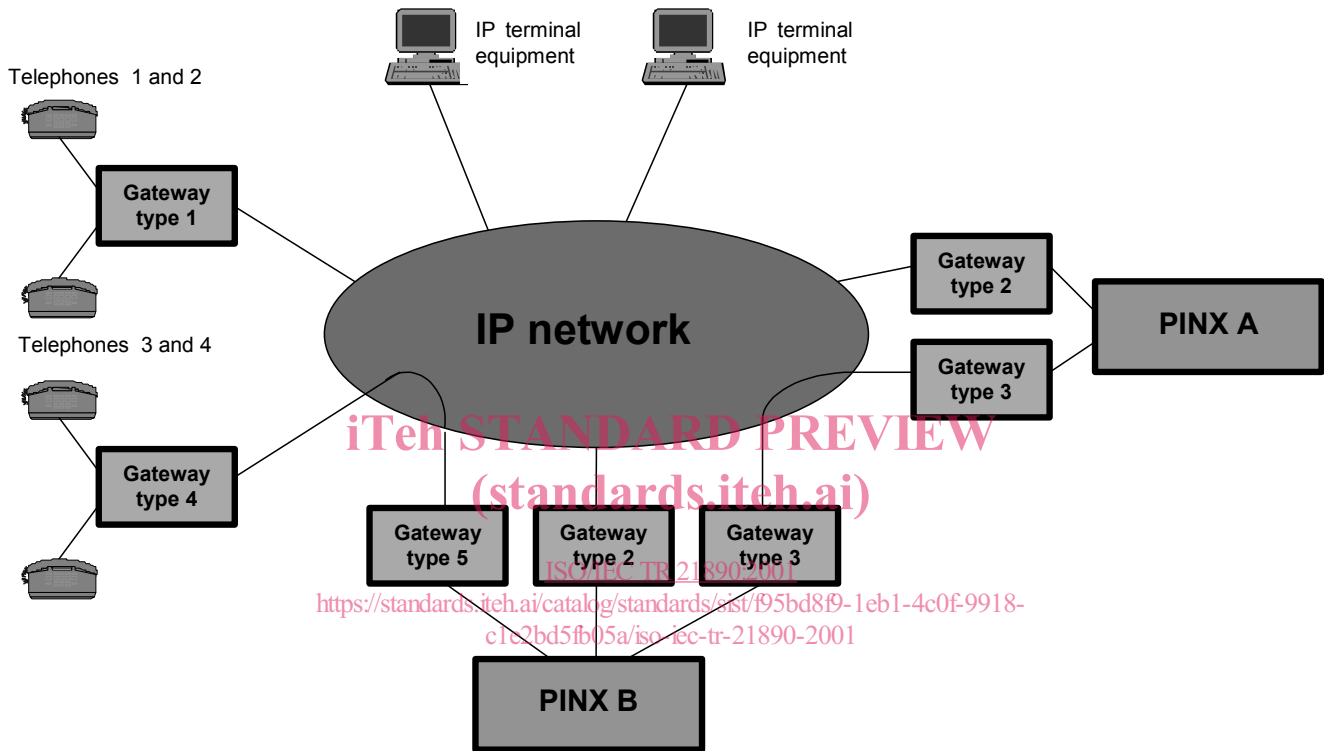 IP terminal
equipment
IP terminal
equipment
Telephones 1 and 2
Gateway
type 1
Gateway
type 2
IP network
PINX A
Telephones 3 and 4
Gateway
type 3
iTeh STANDARD PREVIEW
Gateway
type 4
(standards.iteh.ai)
Gateway
type 5
Gateway
type 2
Gateway
type 3
ISO/IEC TR 21890:2001
https://standards.iteh.ai/catalog/standards/sist/f95bd8f9-1eb1-4c0f-9918-
c1e2bd5fb05a/iso-iec-tr-21890-2001
PINX B